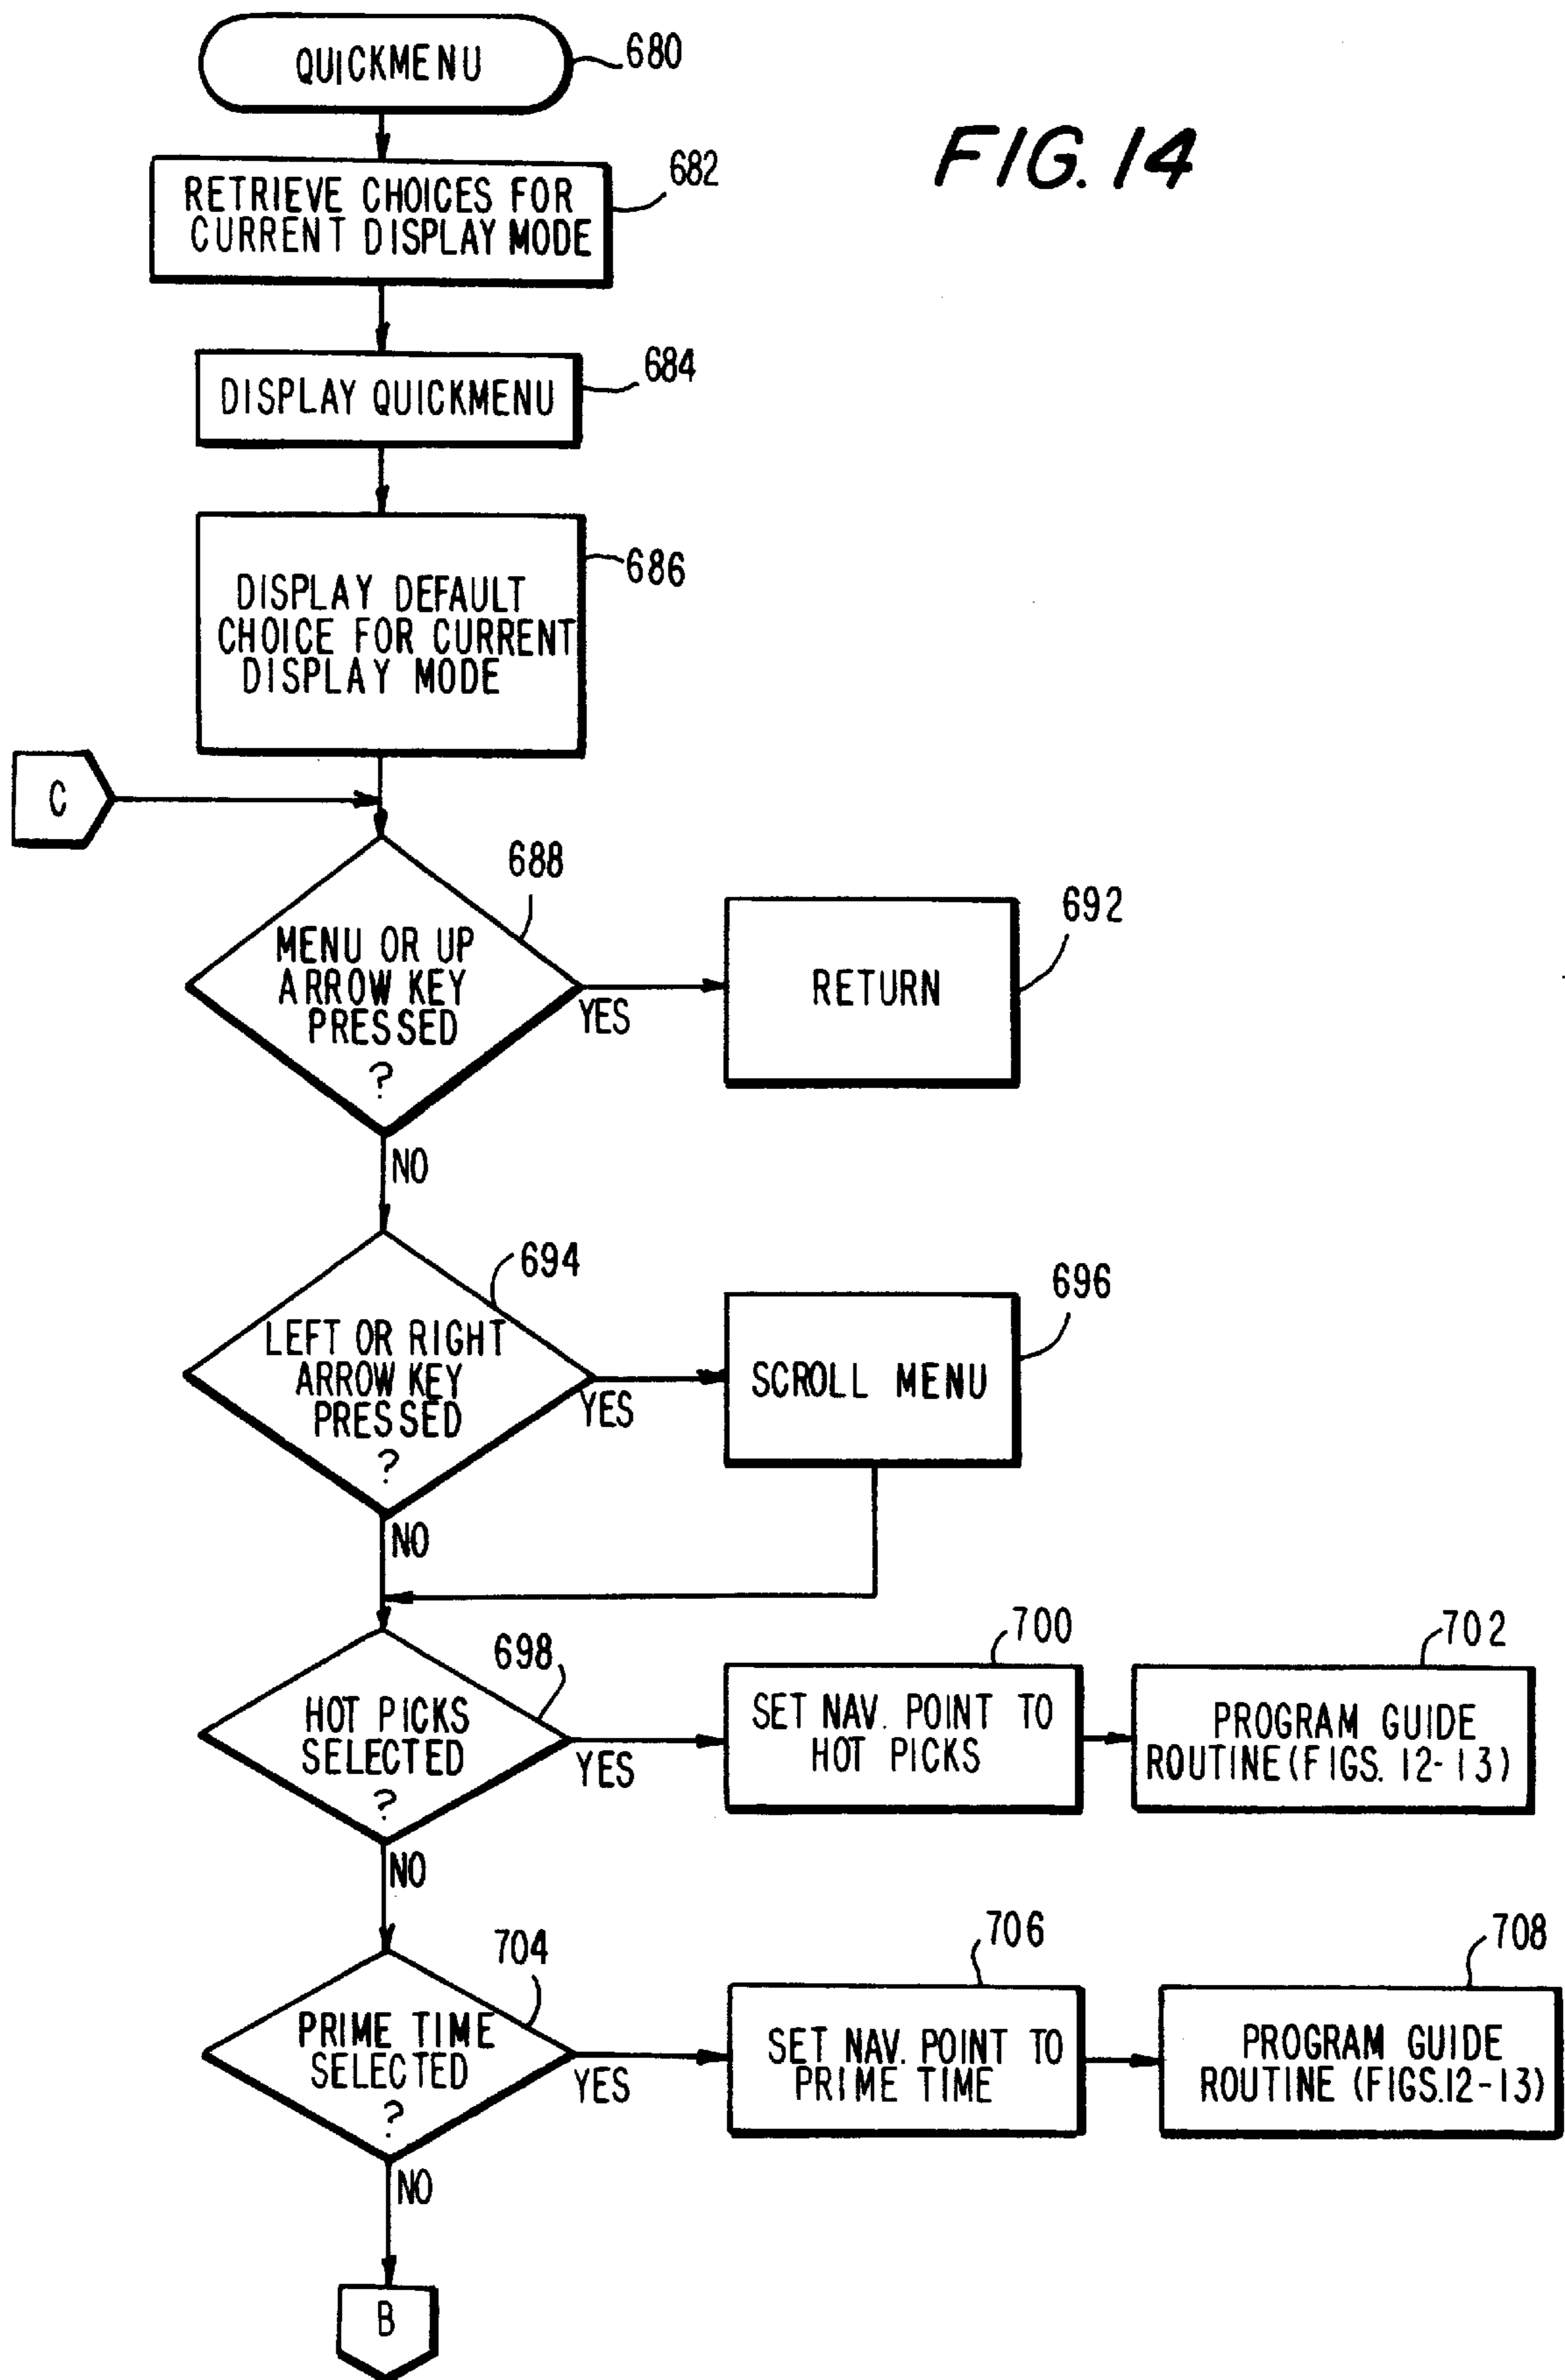 QUICKMENU
680
FIG. 14
RETRIEVE CHOICES FOR
CURRENT DISPLAY MODE
682
DISPLAY QUICKMENU
684
DISPLAY DEFAULT
CHOICE FOR CURRENT
DISPLAY MODE
686
C
MENU OR UP
ARROW KEY
PRESSED
?
688
YES
RETURN
692
NO
LEFT OR RIGHT
ARROW KEY
PRESSED
?
694
YES
SCROLL MENU
696
NO
HOT PICKS
SELECTED
?
698
YES
SET NAV. POINT TO
HOT PICKS
700
PROGRAM GUIDE
ROUTINE (FIGS. 12-13)
702
NO
PRIME TIME
SELECTED
?
704
YES
SET NAV. POINT TO
PRIME TIME
706
PROGRAM GUIDE
ROUTINE (FIGS.12-13)
708
NO
B